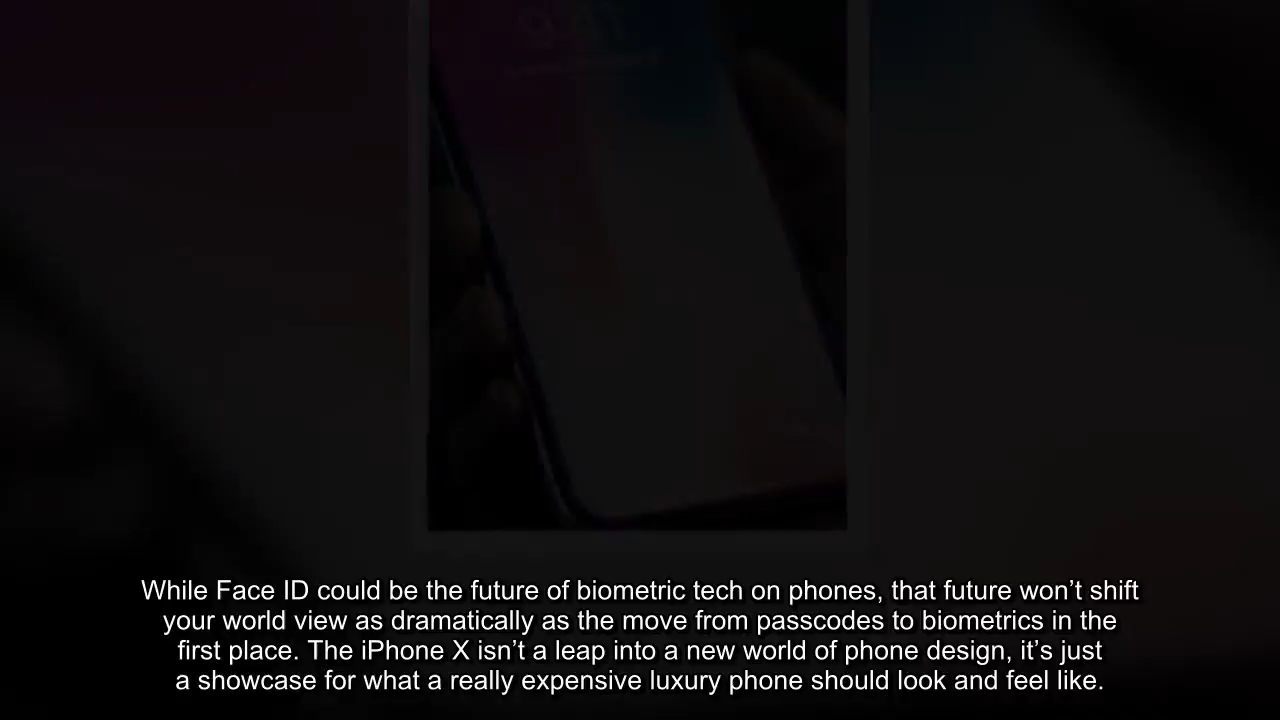 While Face ID could be the future of biometric tech on phones, that future won’t shift
your world view as dramatically as the move from passcodes to biometrics in the
first place. The iPhone X isn’t a leap into a new world of phone design, it’s just
a showcase for what a really expensive luxury phone should look and feel like.